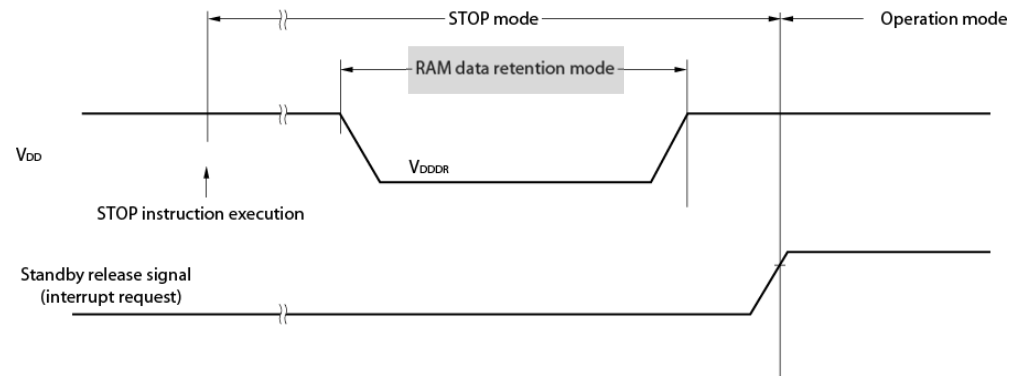 STOP mode
Operation mode
RAM data retention mode
VDD
VDDDR
STOP instruction execution
Standby release signal
(interrupt request)